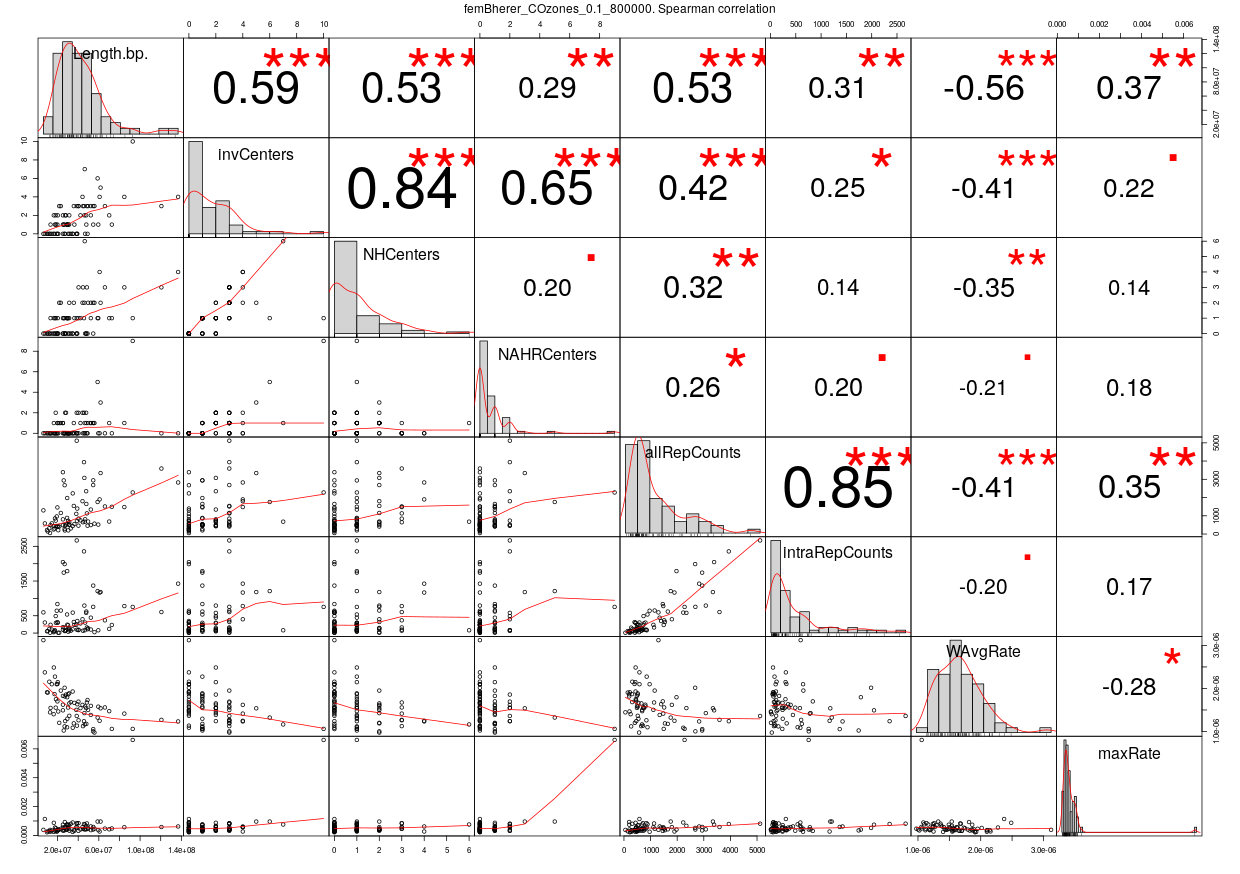 femBherer_COzones_0.1_800000. Spearman correlation
0 2 4 6 8 10
0 2 4 6 8
0 500 1000 1500 2000 2500
0.000 0.002 0.004 0.006
Length.bp. 0.59 *** 0.53 *** 0.29 ** 0.53 *** 0.31 ** -0.56 *** 0.37 **
2.0e+07 8.0e+07 1.4e+08
0 2 4 6 8 10
InvCenters 0.84 *** 0.65 *** 0.42 *** 0.25 * -0.41 *** 0.22
NHCenters 0.20 0.32 ** 0.14 -0.35 ** 0.14
0 1 2 3 4 5 6
0 2 4 6 8
NAHRCenters 0.26 * 0.20 -0.21 0.18
allRepCounts 0.85 *** -0.41 *** 0.35 **
0 1000 3000 5000
0 500 1500 2500
intraRepCounts -0.20 0.17
WAvgRate -0.28 *
1.0e-06 2.0e-06 3.0e-06
0.000 0.002 0.004 0.006
maxRate
2.0e+07 6.0e+07 1.0e+08 1.4e+08
0 1 2 3 4 5 6
0 1000 2000 3000 4000 5000
1.0e-06 2.0e-06 3.0e-06